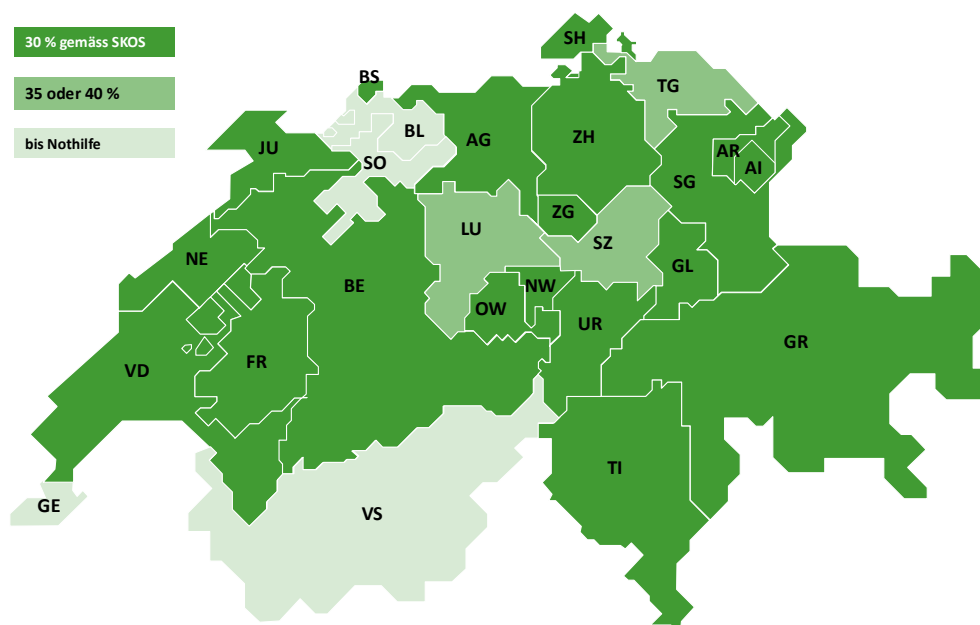 30 % gemäss SKOS
35 oder 40 %
bis Nothilfe
SH
BS
TG
BL
AG
ZH
JU
SO
AR
AI
SG
ZG
LU
SZ
NE
GL
BE
NW
OW
UR
GR
VD
FR
TI
GE
VS